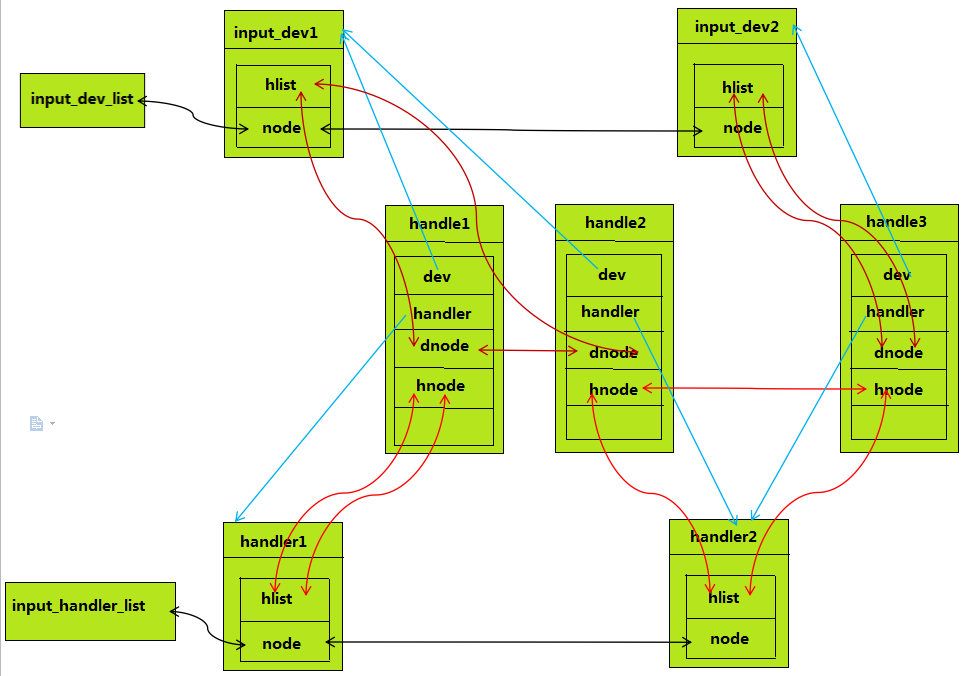 input_dev1
input_dev2
hlist
node
input_dev_list
hlist
node
handle1
dev
handler
dnode
hnode
handle2
dev
handler
dnode
hnode
handle3
dev
handler
dnode
hnode
handler1
hlist
node
handler2
hlist
node
input_handler_list